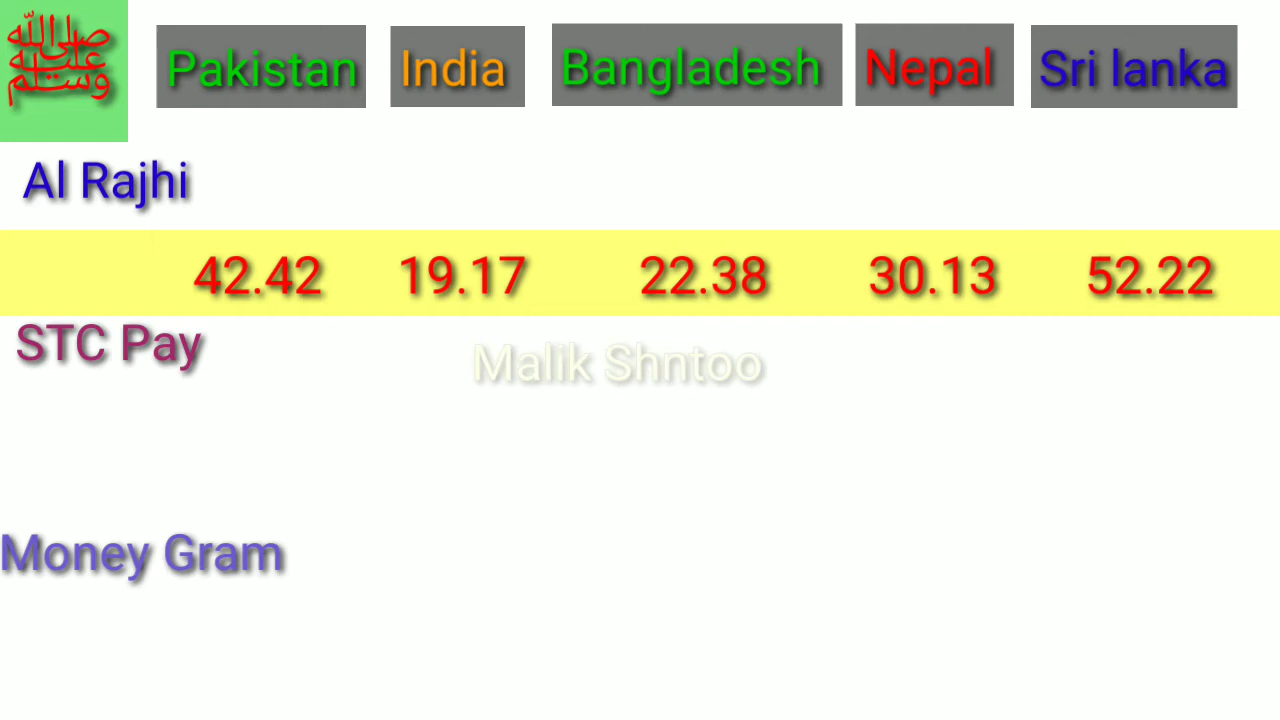 صلى الله
عليه
وسلم
Pakistan India Bangladesh Nepal Sri lanka
Al Rajhi
42.42 19.17 22.38 30.13 52.22
STC Pay
Malik Shntoo
Money Gram